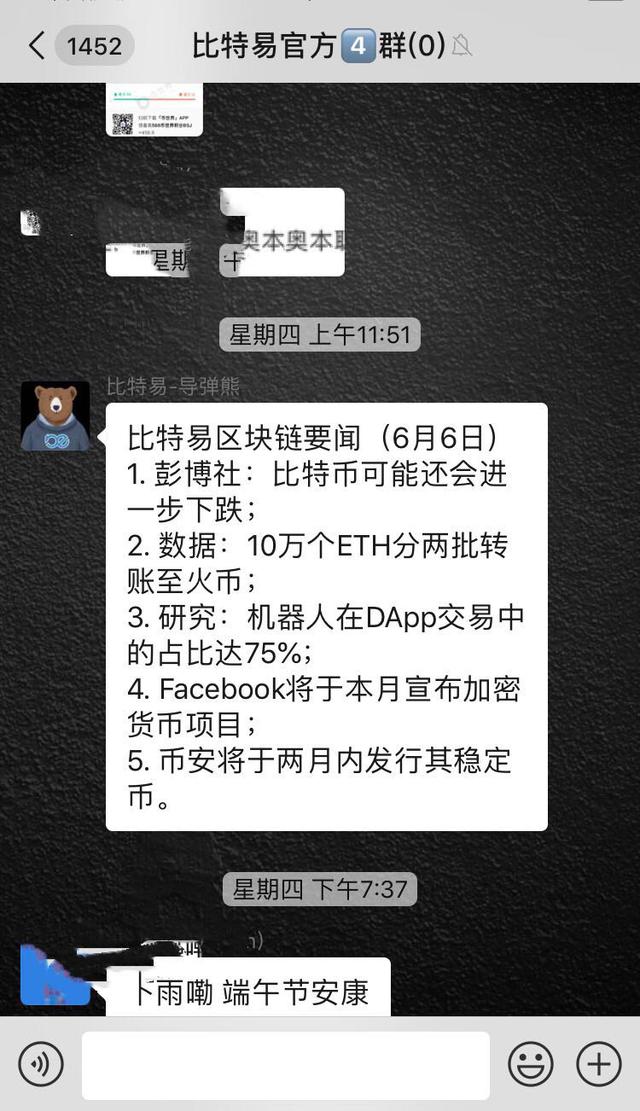 1452
比特易官方4群(0)
星期
奥本奥本
星期四 上午11:51
比特易-导弹熊
比特易区块链要闻（6月6日）
1. 彭博社：比特币可能还会进
一步下跌；
2. 数据：10万个ETH分两批转
账至火币；
3. 研究：机器人在DApp交易中
的占比达75%；
4. Facebook将于本月宣布加密
货币项目；
5. 币安将于两月内发行其稳定
币。
星期四 下午7:37
下雨嘞 端午节安康